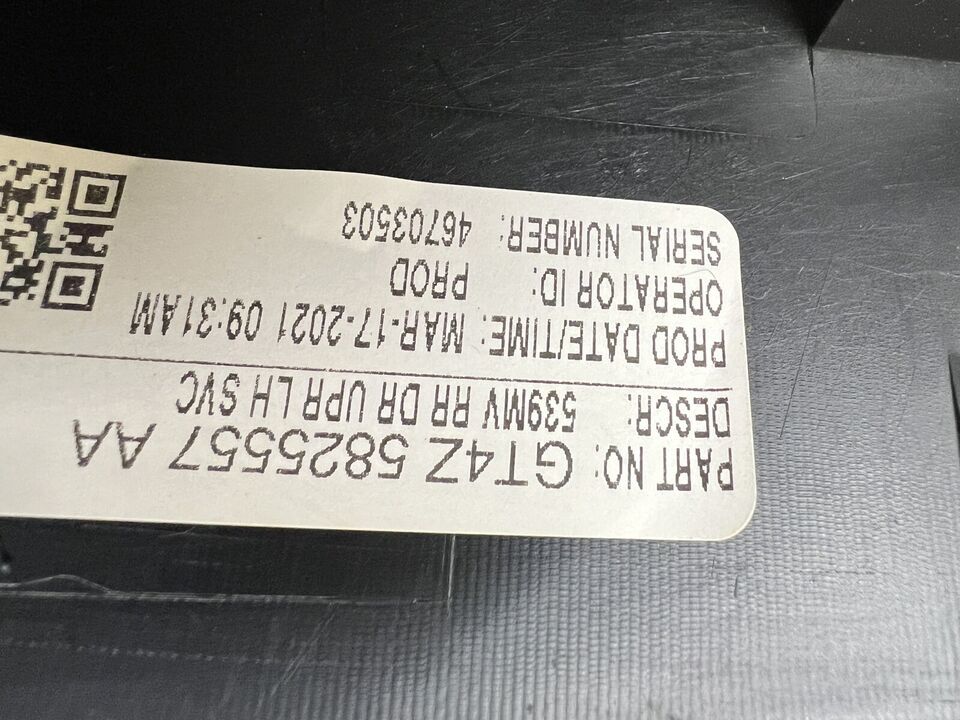 PART NO: GT4Z 5825557 AA
DESCR: 539MV RR DR UPR LH SVC
PROD DATE/TIME: MAR-17-2021 09:31AM
OPERATOR ID: PROD
SERIAL NUMBER: 46703503